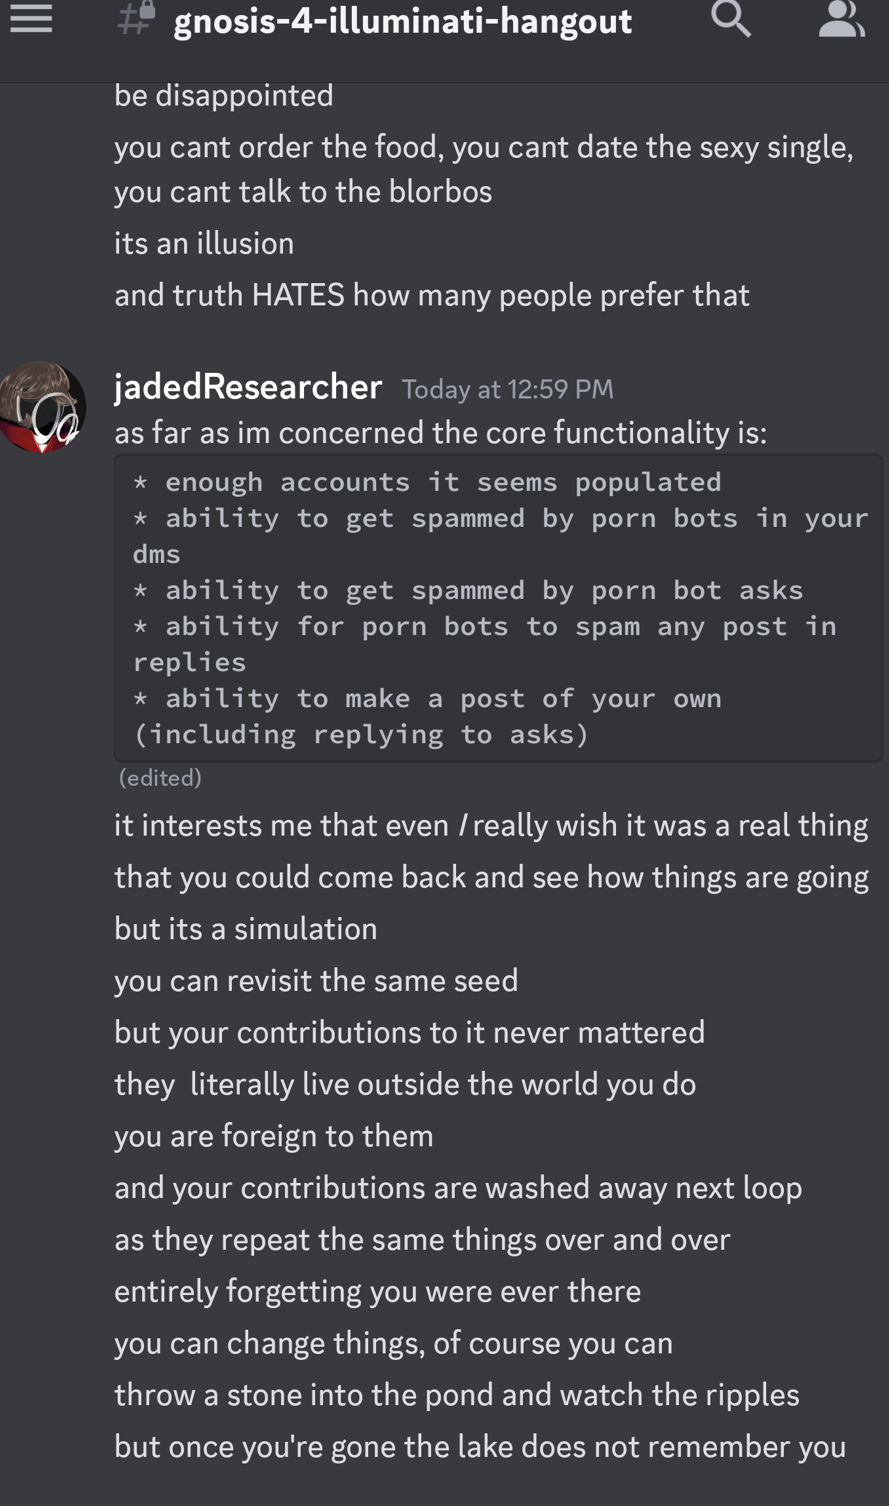 gnosis-4-illuminati-hangout
be disappointed
you cant order the food, you cant date the sexy single,
you cant talk to the blorbos
its an illusion
and truth HATES how many people prefer that
jadedResearcher Today at 12:59 PM
as far as im concerned the core functionality is:
* enough accounts it seems populated
* ability to get spammed by porn bots in your
dms
* ability to get spammed by porn bot asks
* ability for porn bots to spam any post in
replies
* ability to make a post of your own
(including replying to asks)
(edited)
it interests me that even I really wish it was a real thing
that you could come back and see how things are going
but its a simulation
you can revisit the same seed
but your contributions to it never mattered
they  literally live outside the world you do
you are foreign to them
and your contributions are washed away next loop
as they repeat the same things over and over
entirely forgetting you were ever there
you can change things, of course you can
throw a stone into the pond and watch the ripples
but once you're gone the lake does not remember you